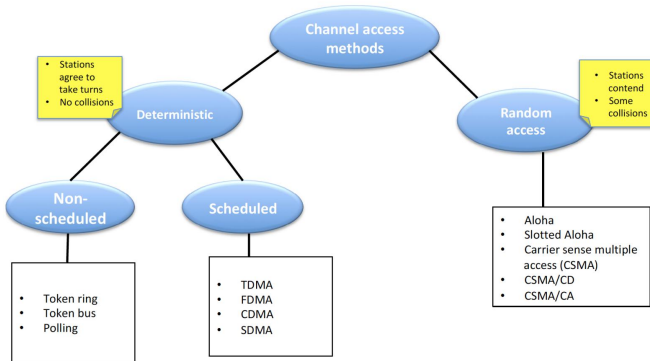 Channel access
methods
• Stations
agree to
take turns
• No collisions
Deterministic
• Stations
contend
• Some
collisions
Random
access
Non-
scheduled
Scheduled
• Token ring
• Token bus
• Polling
• TDMA
• FDMA
• CDMA
• SDMA
• Aloha
• Slotted Aloha
• Carrier sense multiple
access (CSMA)
• CSMA/CD
• CSMA/CA